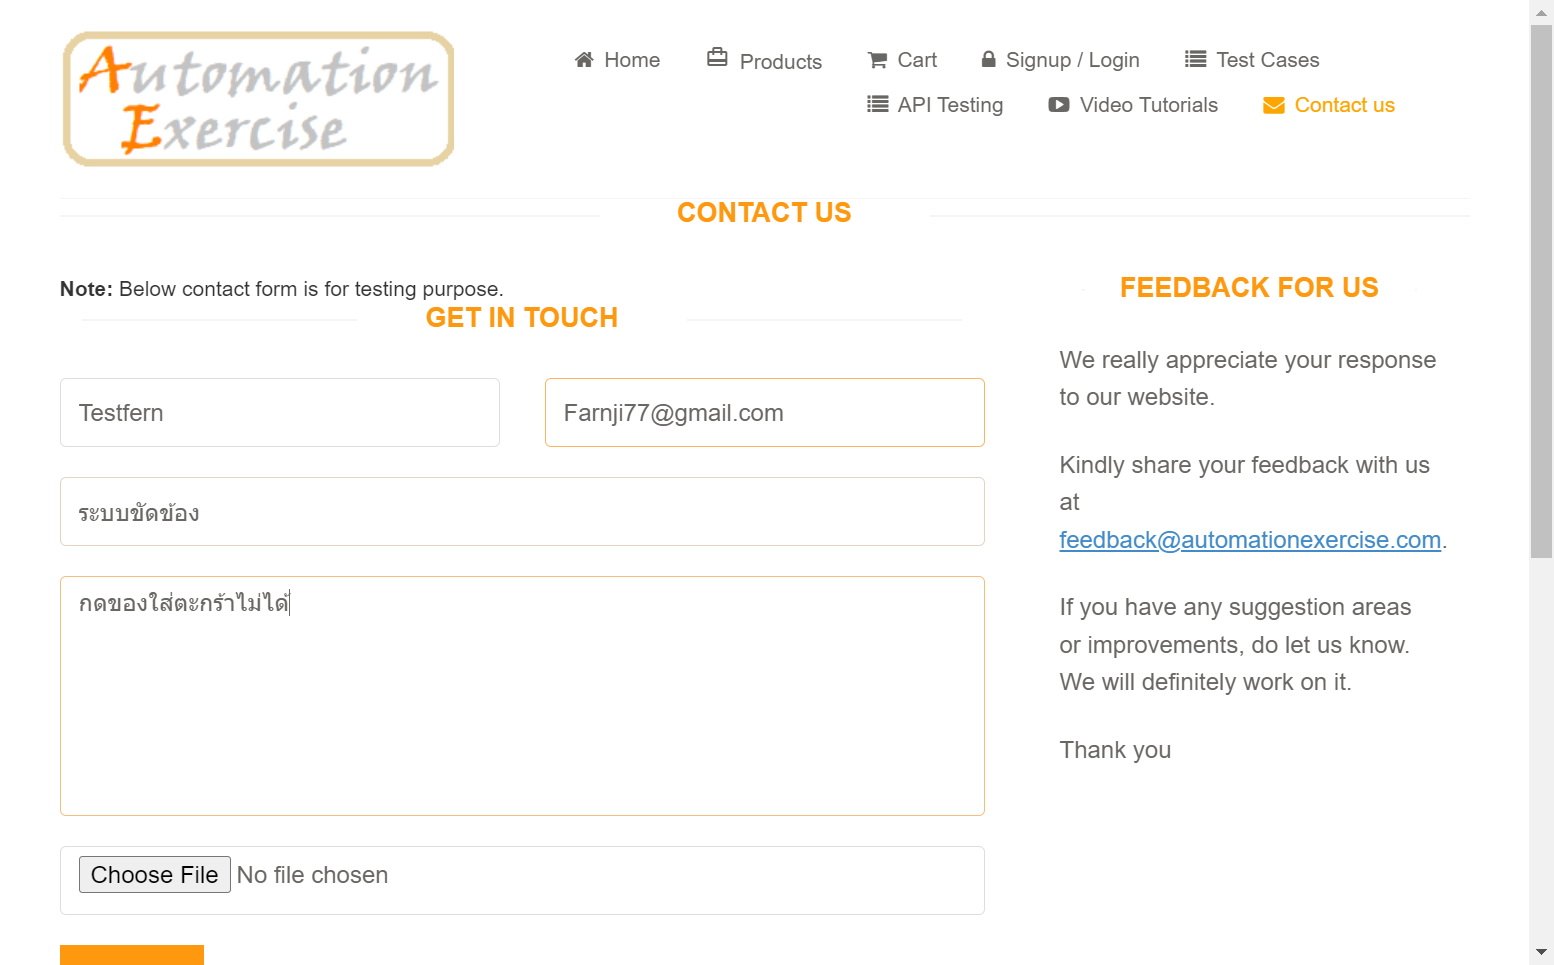 Automation
Exercise
Home
Products
Cart
Signup / Login
Test Cases
API Testing
Video Tutorials
Contact us
CONTACT US
Note: Below contact form is for testing purpose.
GET IN TOUCH
Testfern
Farnji77@gmail.com
ระบบขัดข้อง
กดของใส่ตะกร้าไม่ได้
Choose File No file chosen
FEEDBACK FOR US
We really appreciate your response
to our website.
Kindly share your feedback with us
at
feedback@automationexercise.com.
If you have any suggestion areas
or improvements, do let us know.
We will definitely work on it.
Thank you